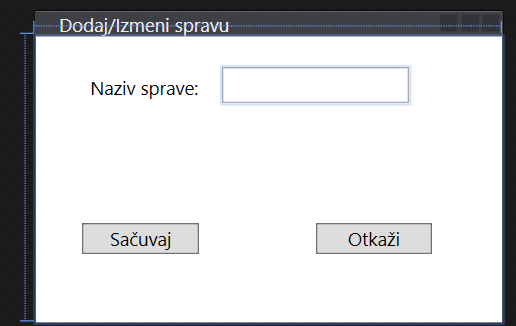 Dodaj/Izmeni spravu
Naziv sprave:
Sačuvaj
Otkaži